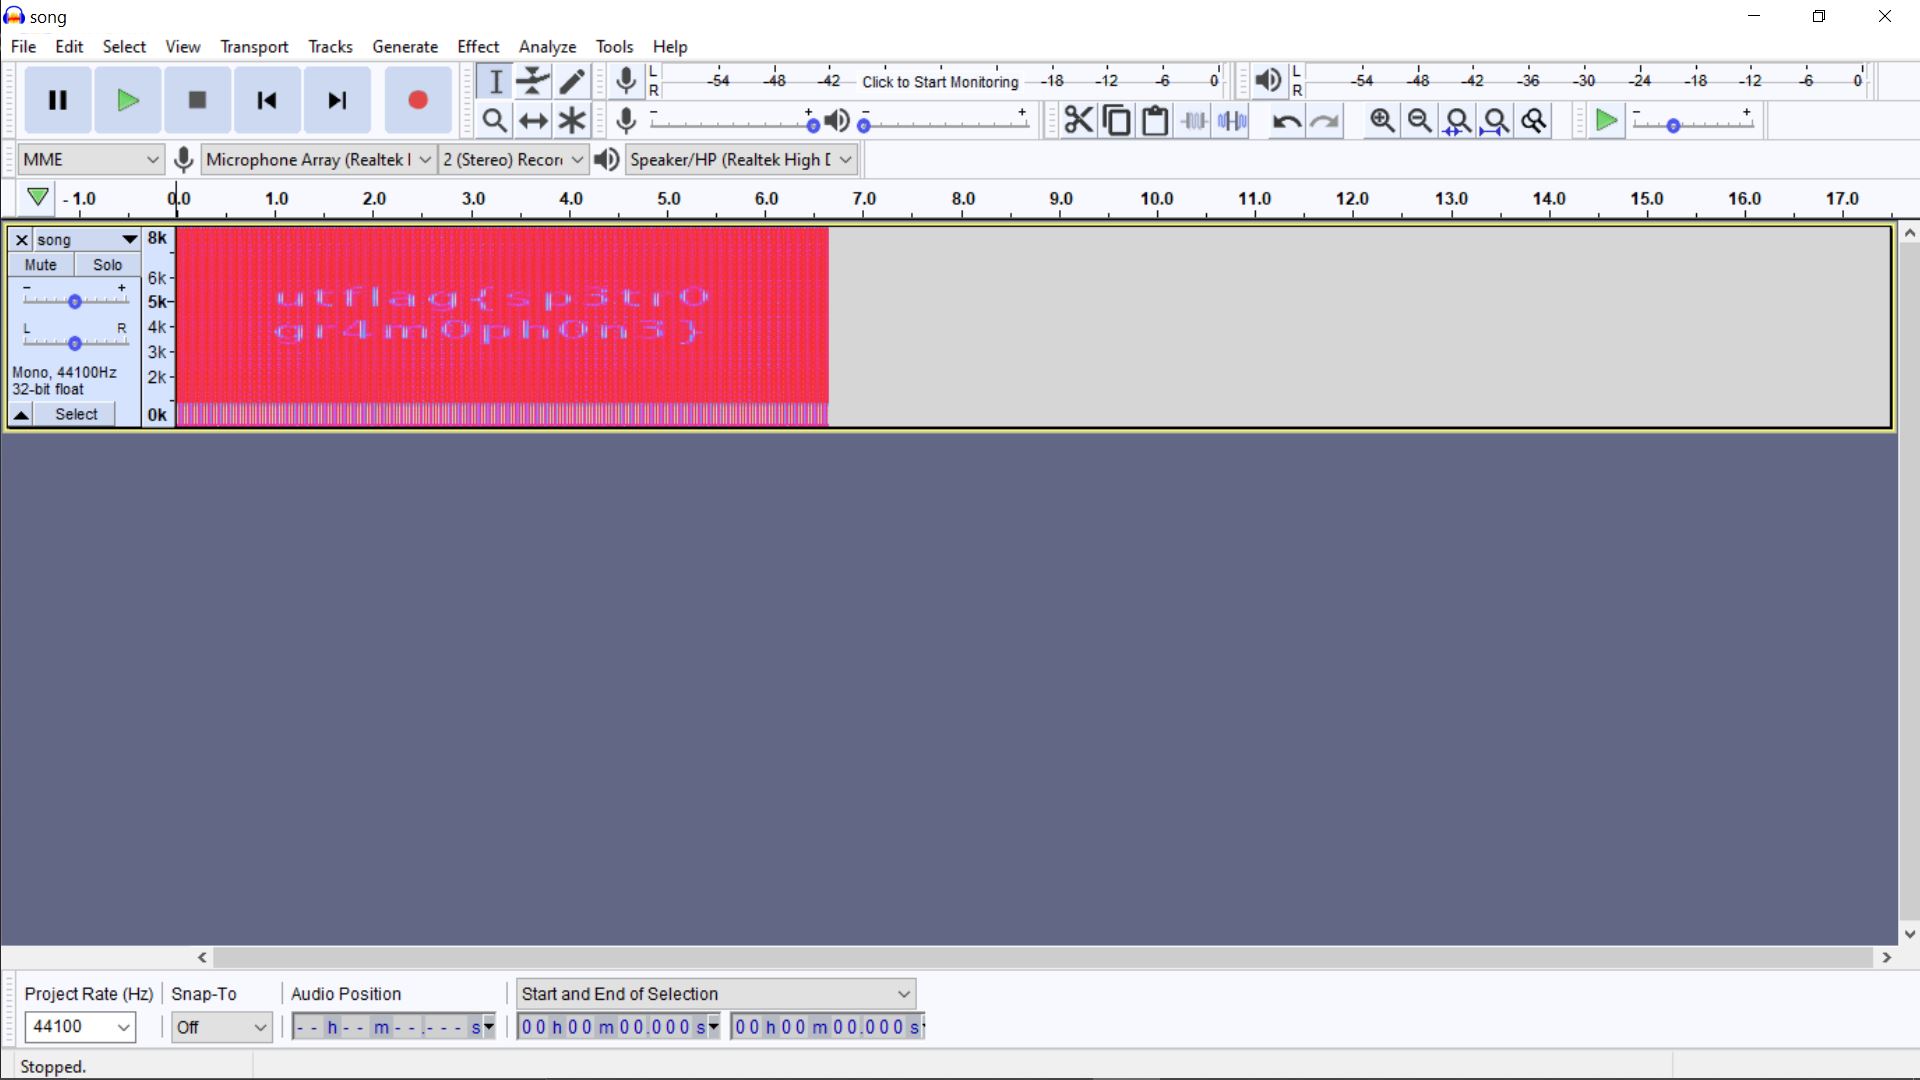 song
File Edit Select View Transport Tracks Generate Effect Analyze Tools Help
L R -54 -48 -42 Click to Start Monitoring -18 -12 -6 0 L R -54 -48 -42 -36 -30 -24 -18 -12 -6 0
- + - + - +
MME Microphone Array (Realtek 2 (Stereo) Recor Speaker/HP (Realtek High
-1.0 0.0 1.0 2.0 3.0 4.0 5.0 6.0 7.0 8.0 9.0 10.0 11.0 12.0 13.0 14.0 15.0 16.0 17.0
song
Mute Solo
- +
L R
Mono, 44100Hz
32-bit float
Select
8k
6k
5k
4k
3k
2k
0k
utflag{sp3tr0
gr4m0ph0n3}
Project Rate (Hz) Snap-To Audio Position Start and End of Selection
44100 Off -- h -- m --.--- s 00 h 00 m 00.000 s 00 h 00 m 00.000 s
Stopped.